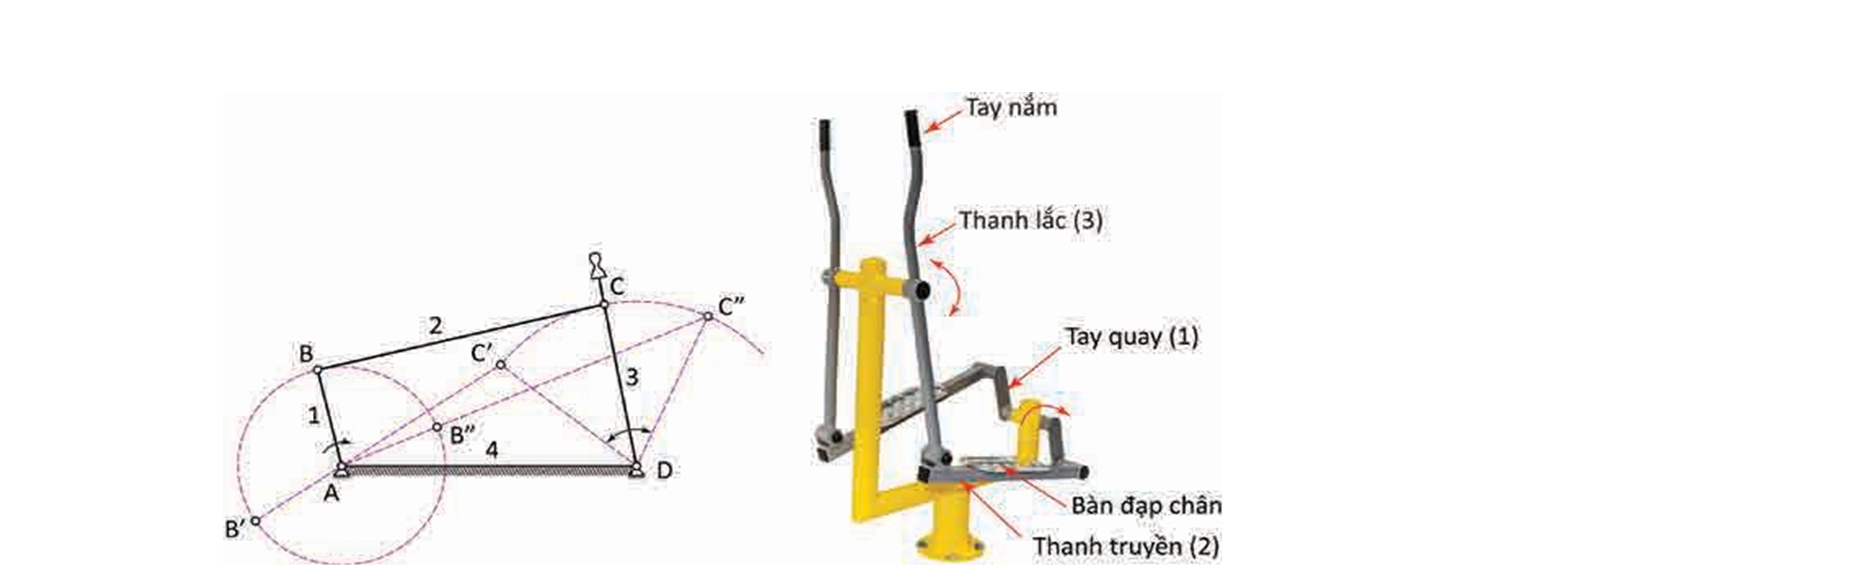 C
C"
B
2
C'
1
3
B"
4
A
D
B'
Tay nắm
Thanh lắc (3)
Tay quay (1)
Bàn đạp chân
Thanh truyền (2)